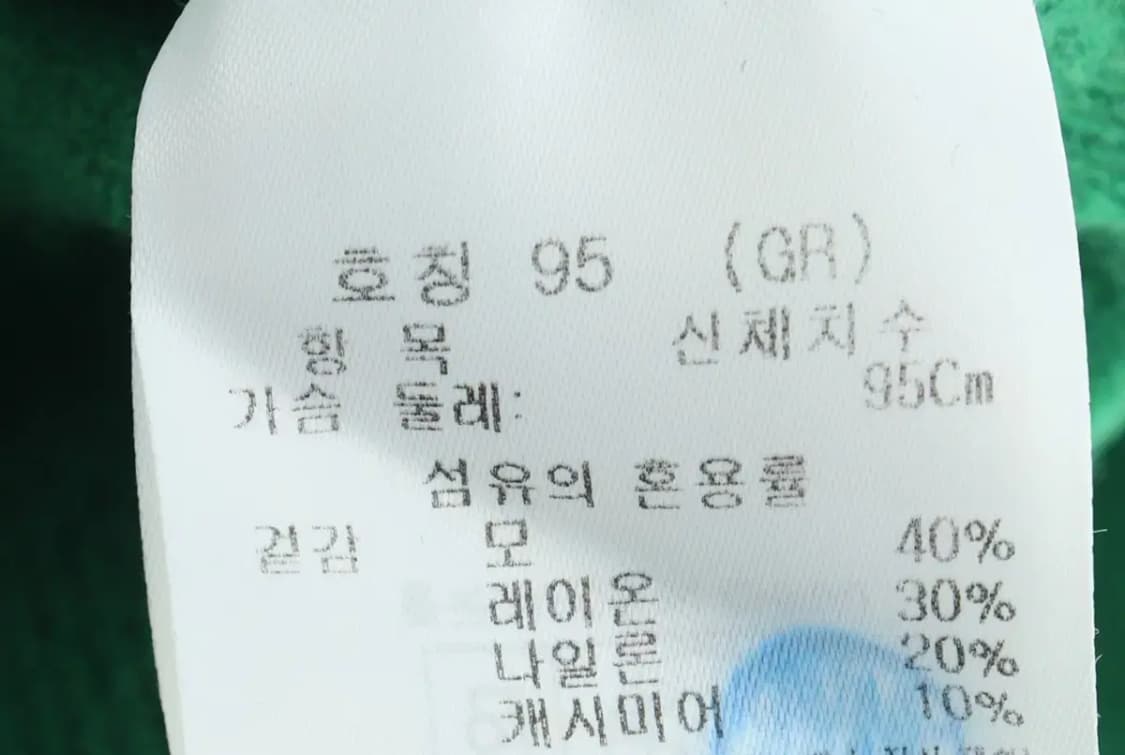 호칭 95 (GR)
항 목 신체치수
가슴 둘레: 95Cm
섬유의 혼용률
겉감 모 40%
레이온 30%
나일론 20%
캐시미어 10%